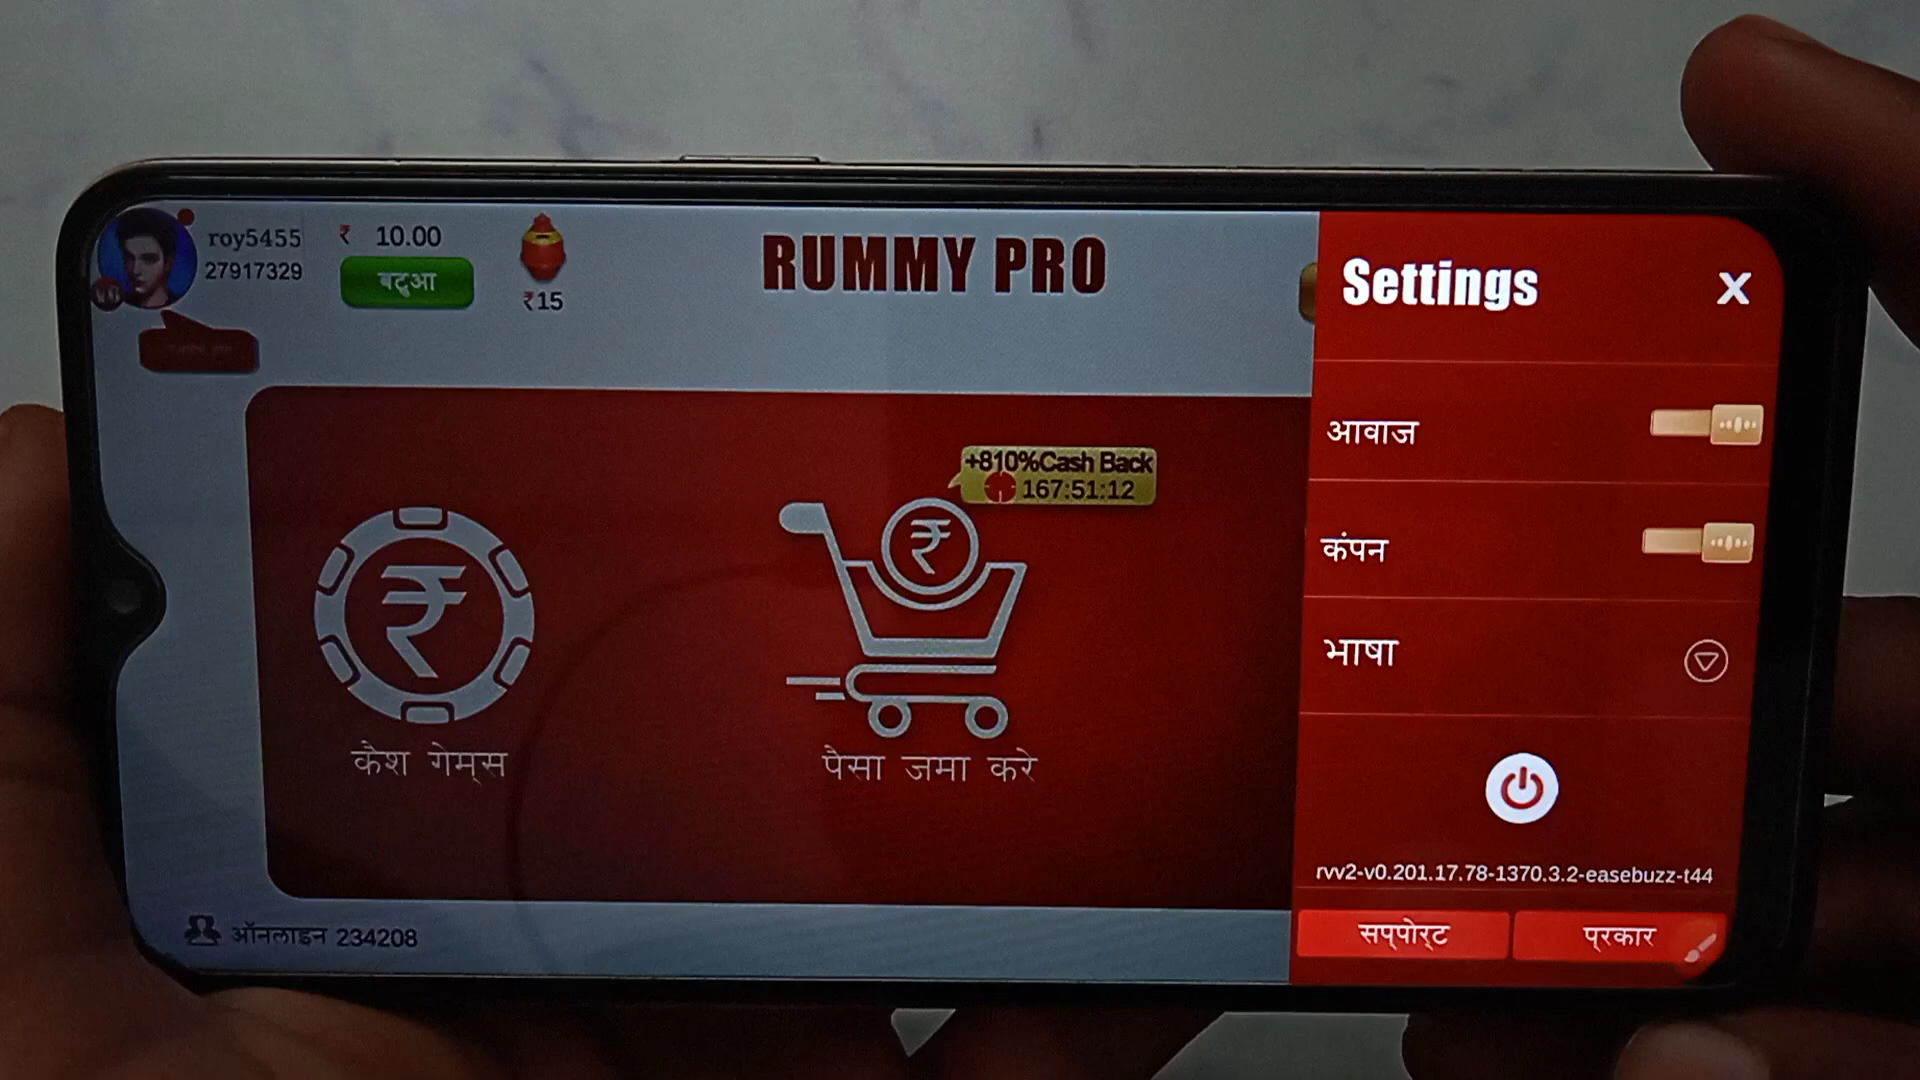 roy5455
27917329
₹ 10.00
बटुआ
₹15
RUMMY PRO
+810%Cash Back
167:51:12
कैश गेम्स
पैसा जमा करे
ऑनलाइन 234208
Settings
X
आवाज
कंपन
भाषा
rvv2-v0.201.17.78-1370.3.2-easebuzz-t44
सप्पोर्ट
प्रकार